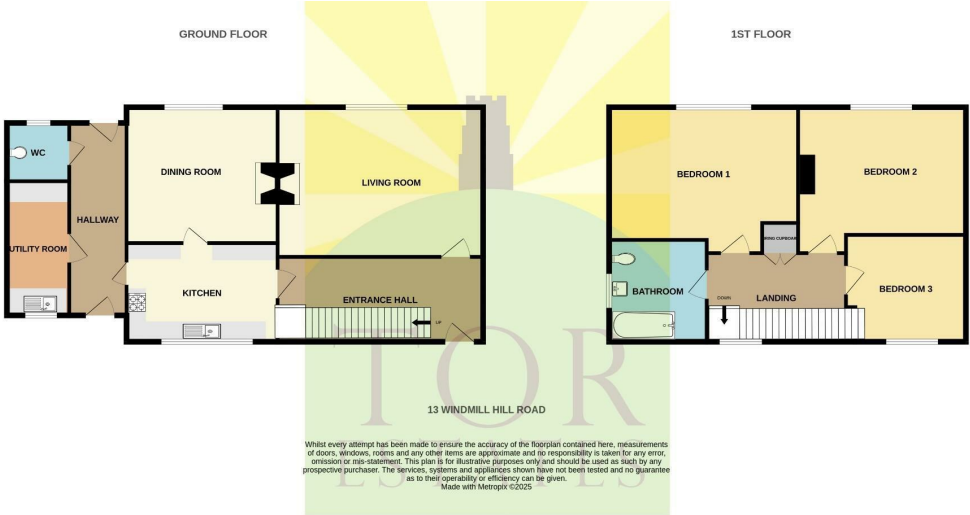 GROUND FLOOR
1ST FLOOR
WC
DINING ROOM
LIVING ROOM
HALLWAY
UTILITY ROOM
KITCHEN
ENTRANCE HALL
UP
BEDROOM 1
BEDROOM 2
CUPBOARD
BATHROOM
LANDING
BEDROOM 3
DOWN
TOR
ESTATES
13 WINDMILL HILL ROAD
Whilst every attempt has been made to ensure the accuracy of the floorplan contained here, measurements
of doors, windows, rooms and any other items are approximate and no responsibility is taken for any error,
omission or mis-statement. This plan is for illustrative purposes only and should be used as such by any
prospective purchaser. The services, systems and appliances shown have not been tested and no guarantee
as to their operability or efficiency can be given.
Made with Metropix ©2025